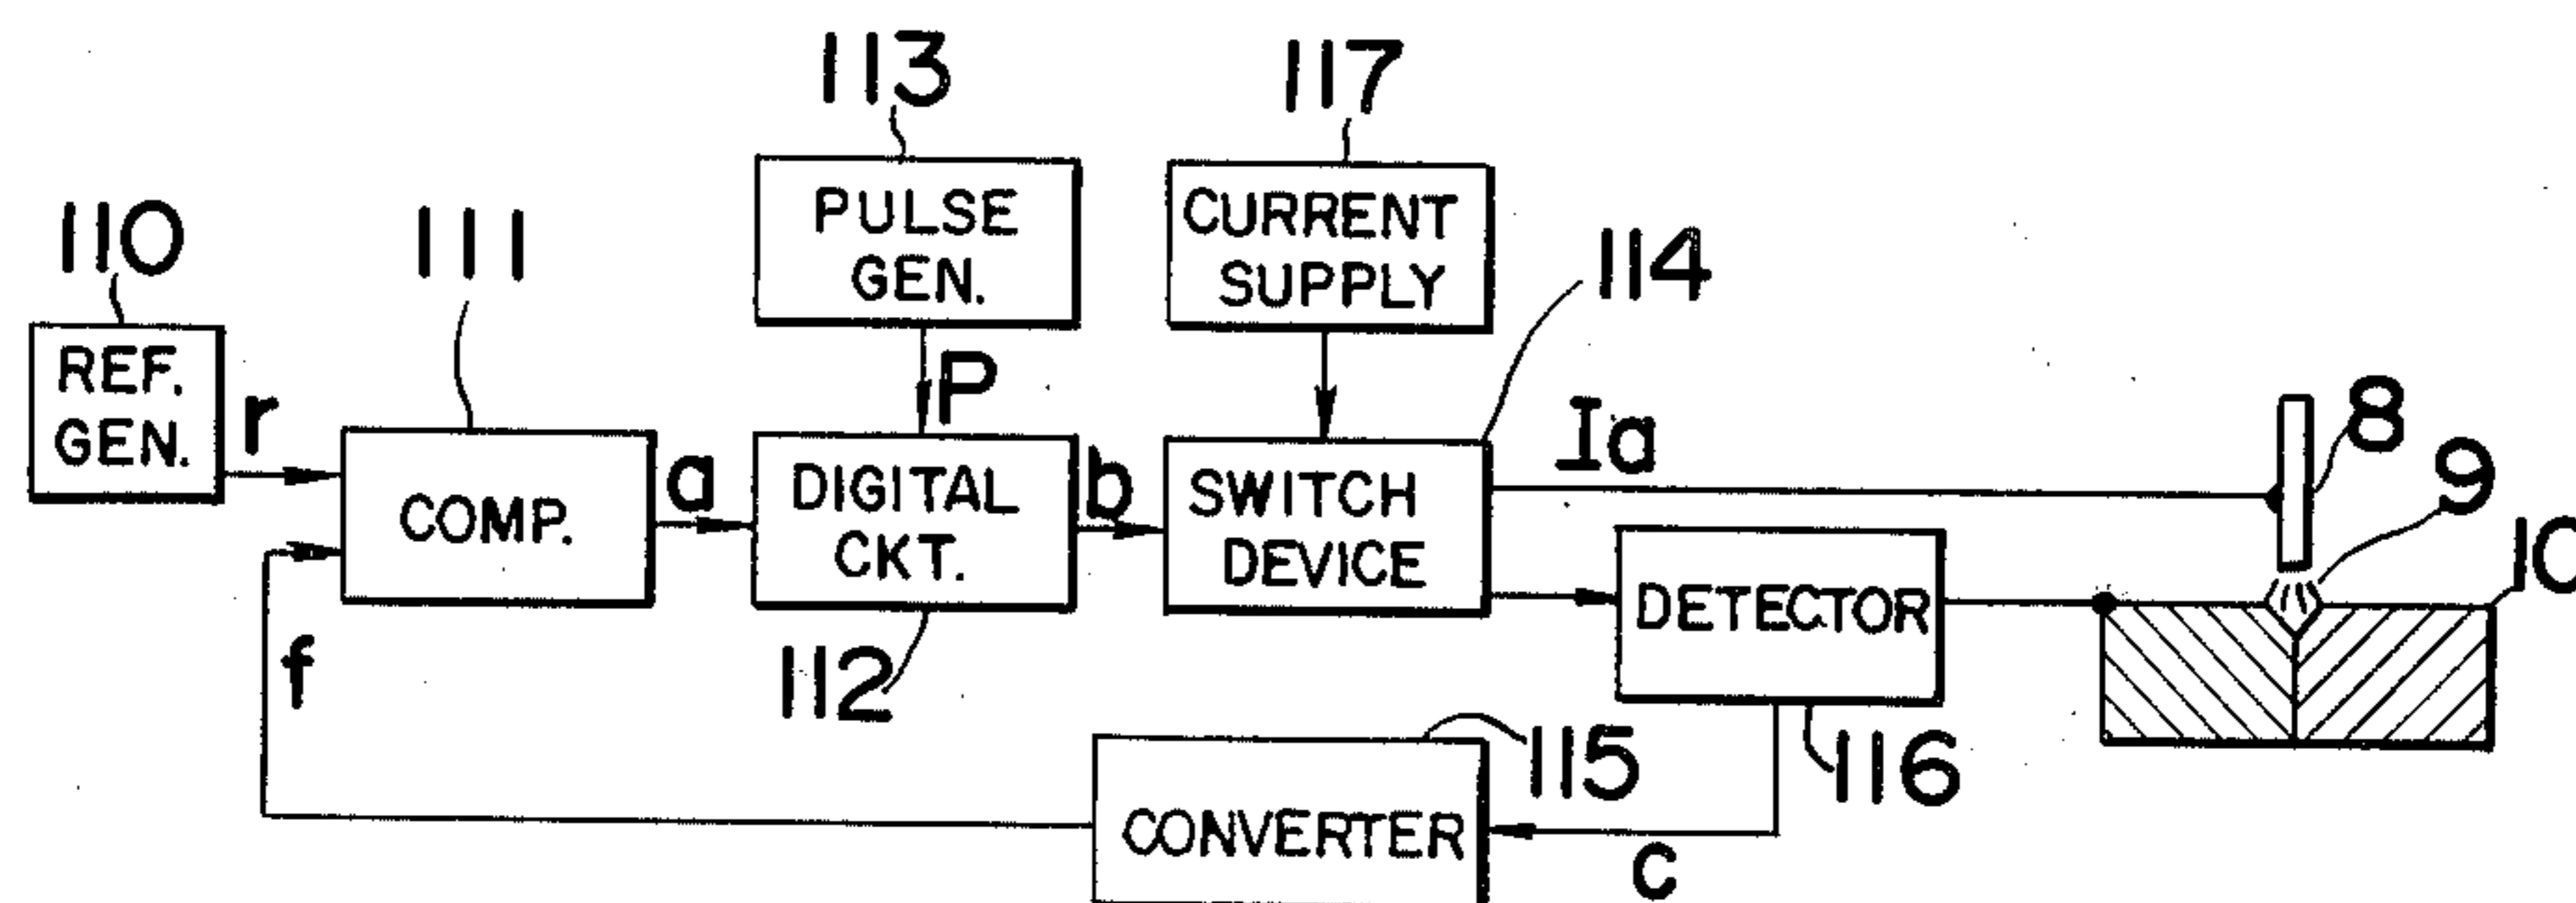 113
117
110
111
114
PULSE
GEN.
CURRENT
SUPPLY
REF.
GEN.
r
P
Ia
8
9
10
COMP.
a
DIGITAL
CKT.
b
SWITCH
DEVICE
DETECTOR
f
112
115
116
CONVERTER
c